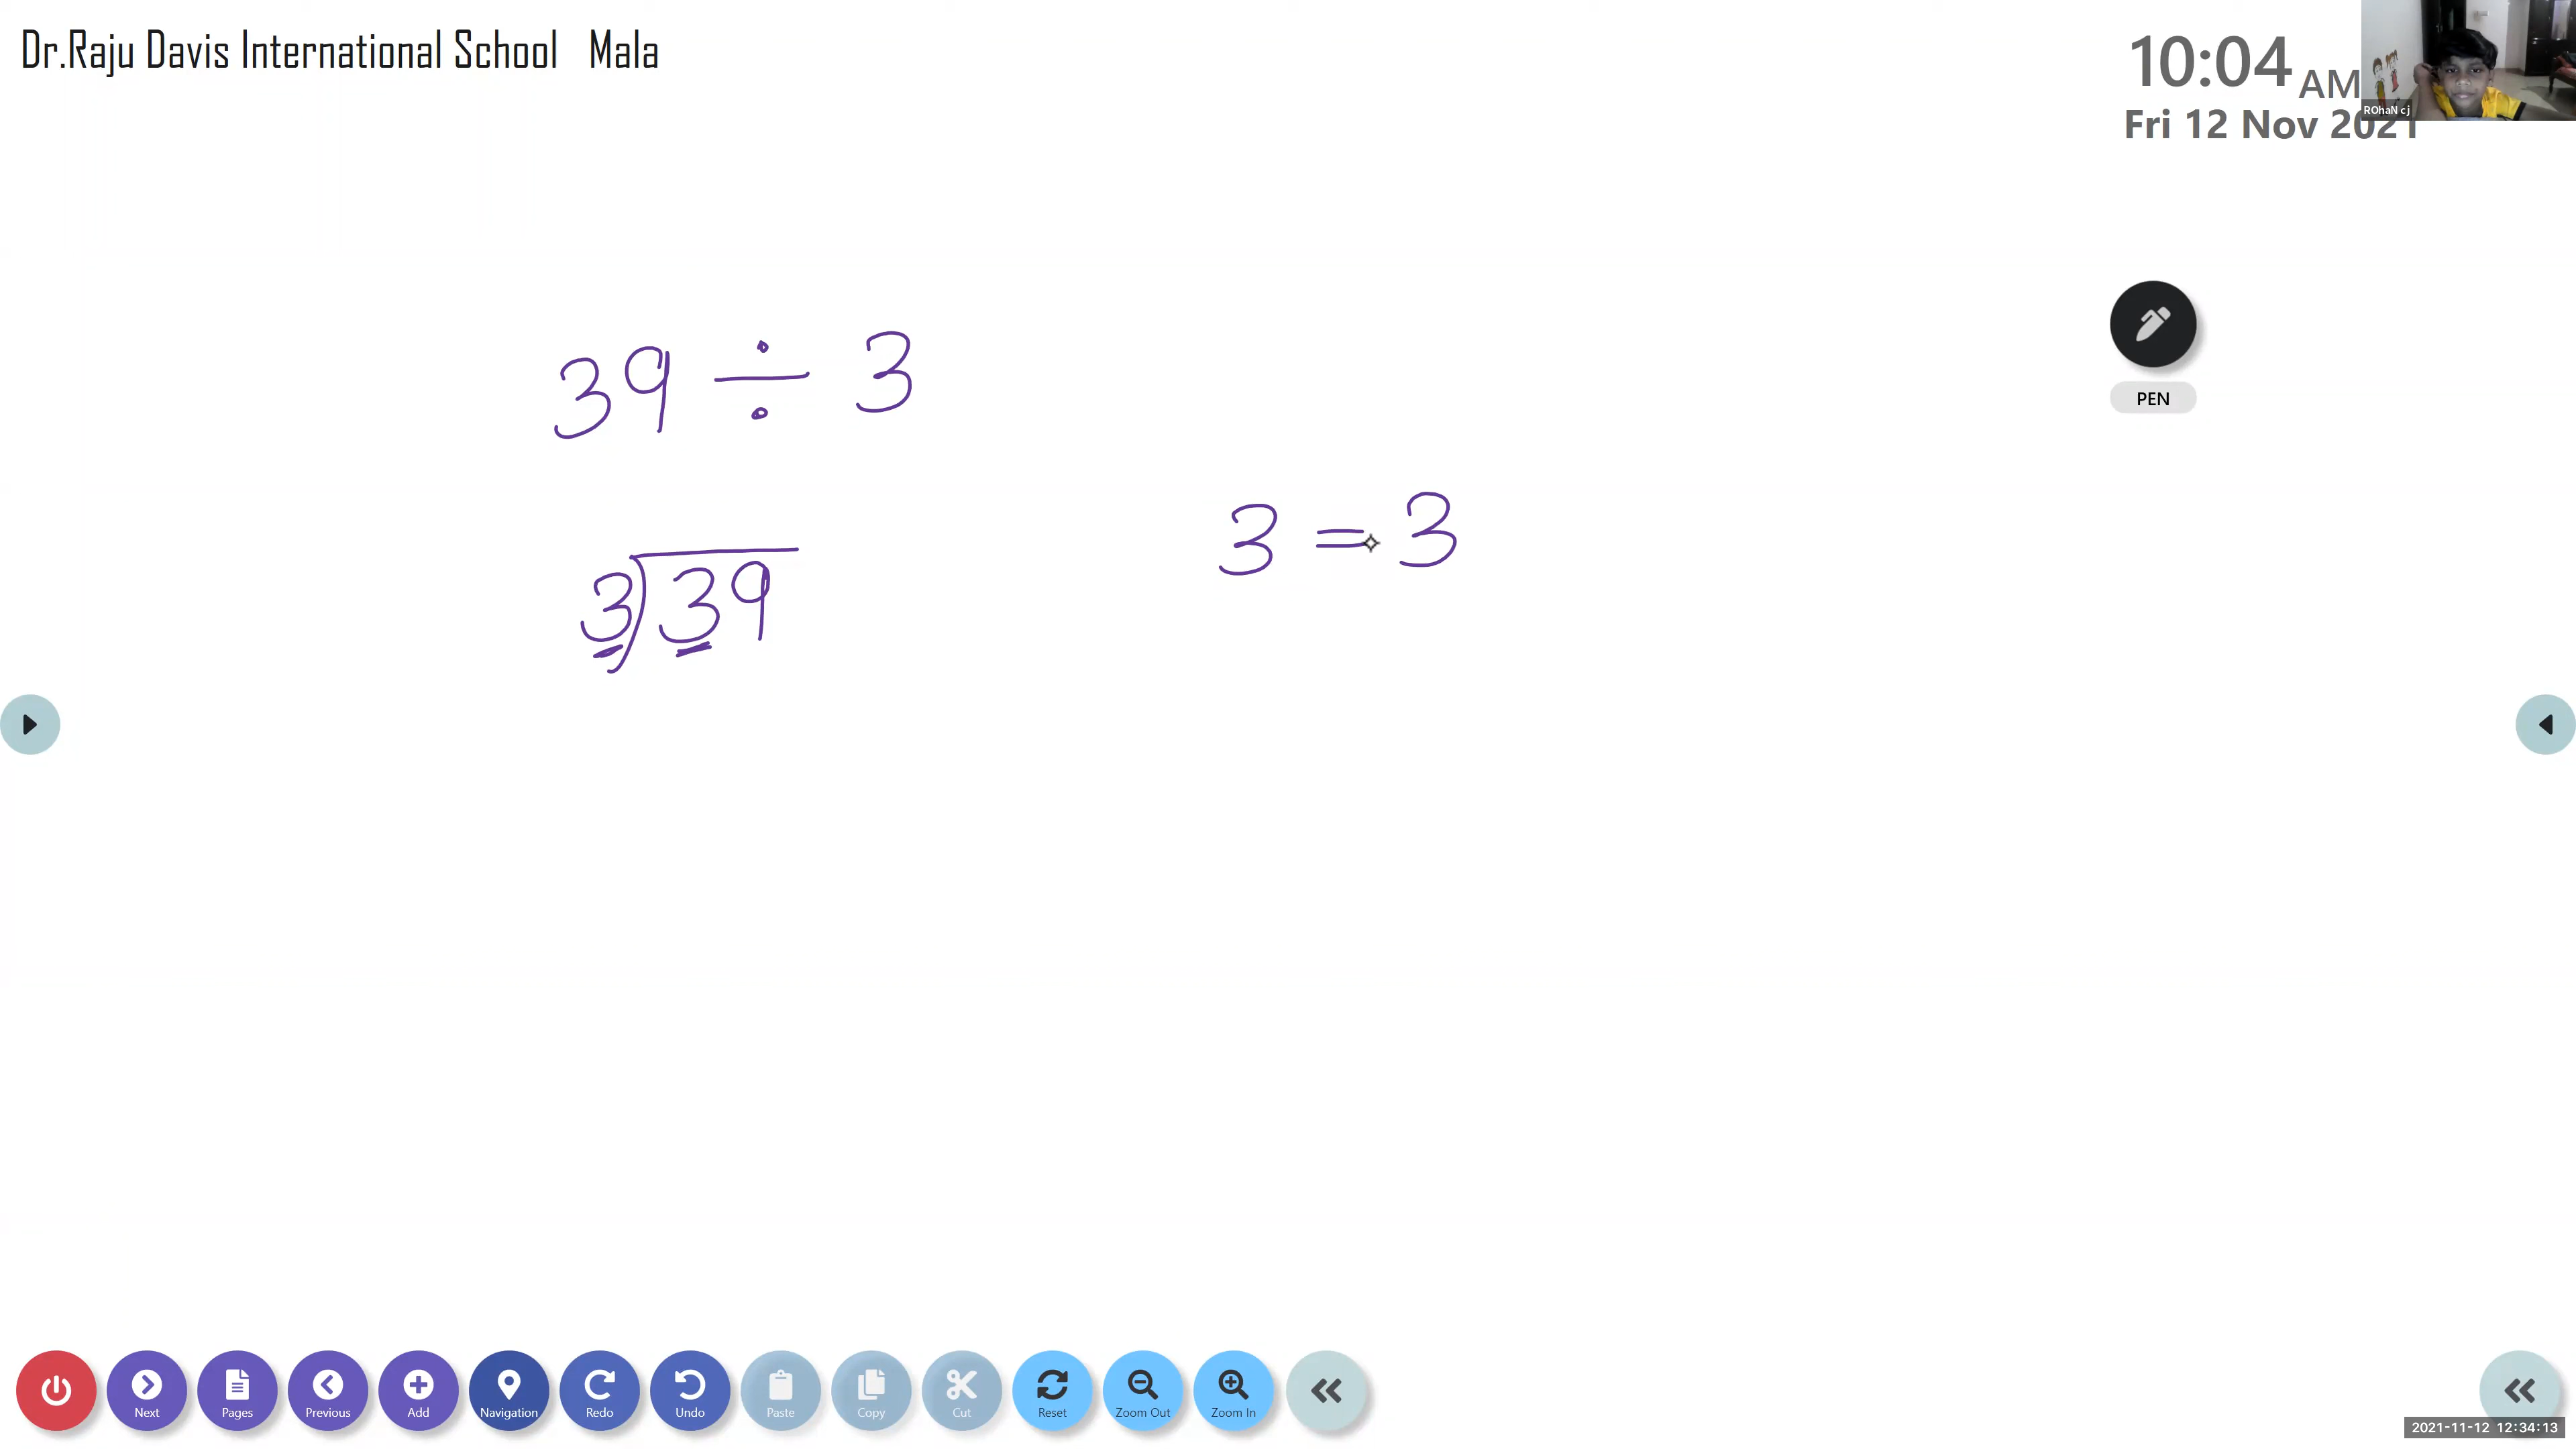 Dr.Raju Davis International School Mala
10:04 AM
Fri 12 Nov 2021
ROhaN cj
39 ÷ 3
PEN
3 = 3
3)39
Next Pages Previous Add Navigation Redo Undo Paste Copy Cut Reset Zoom Out Zoom In
2021-11-12 12:34:13